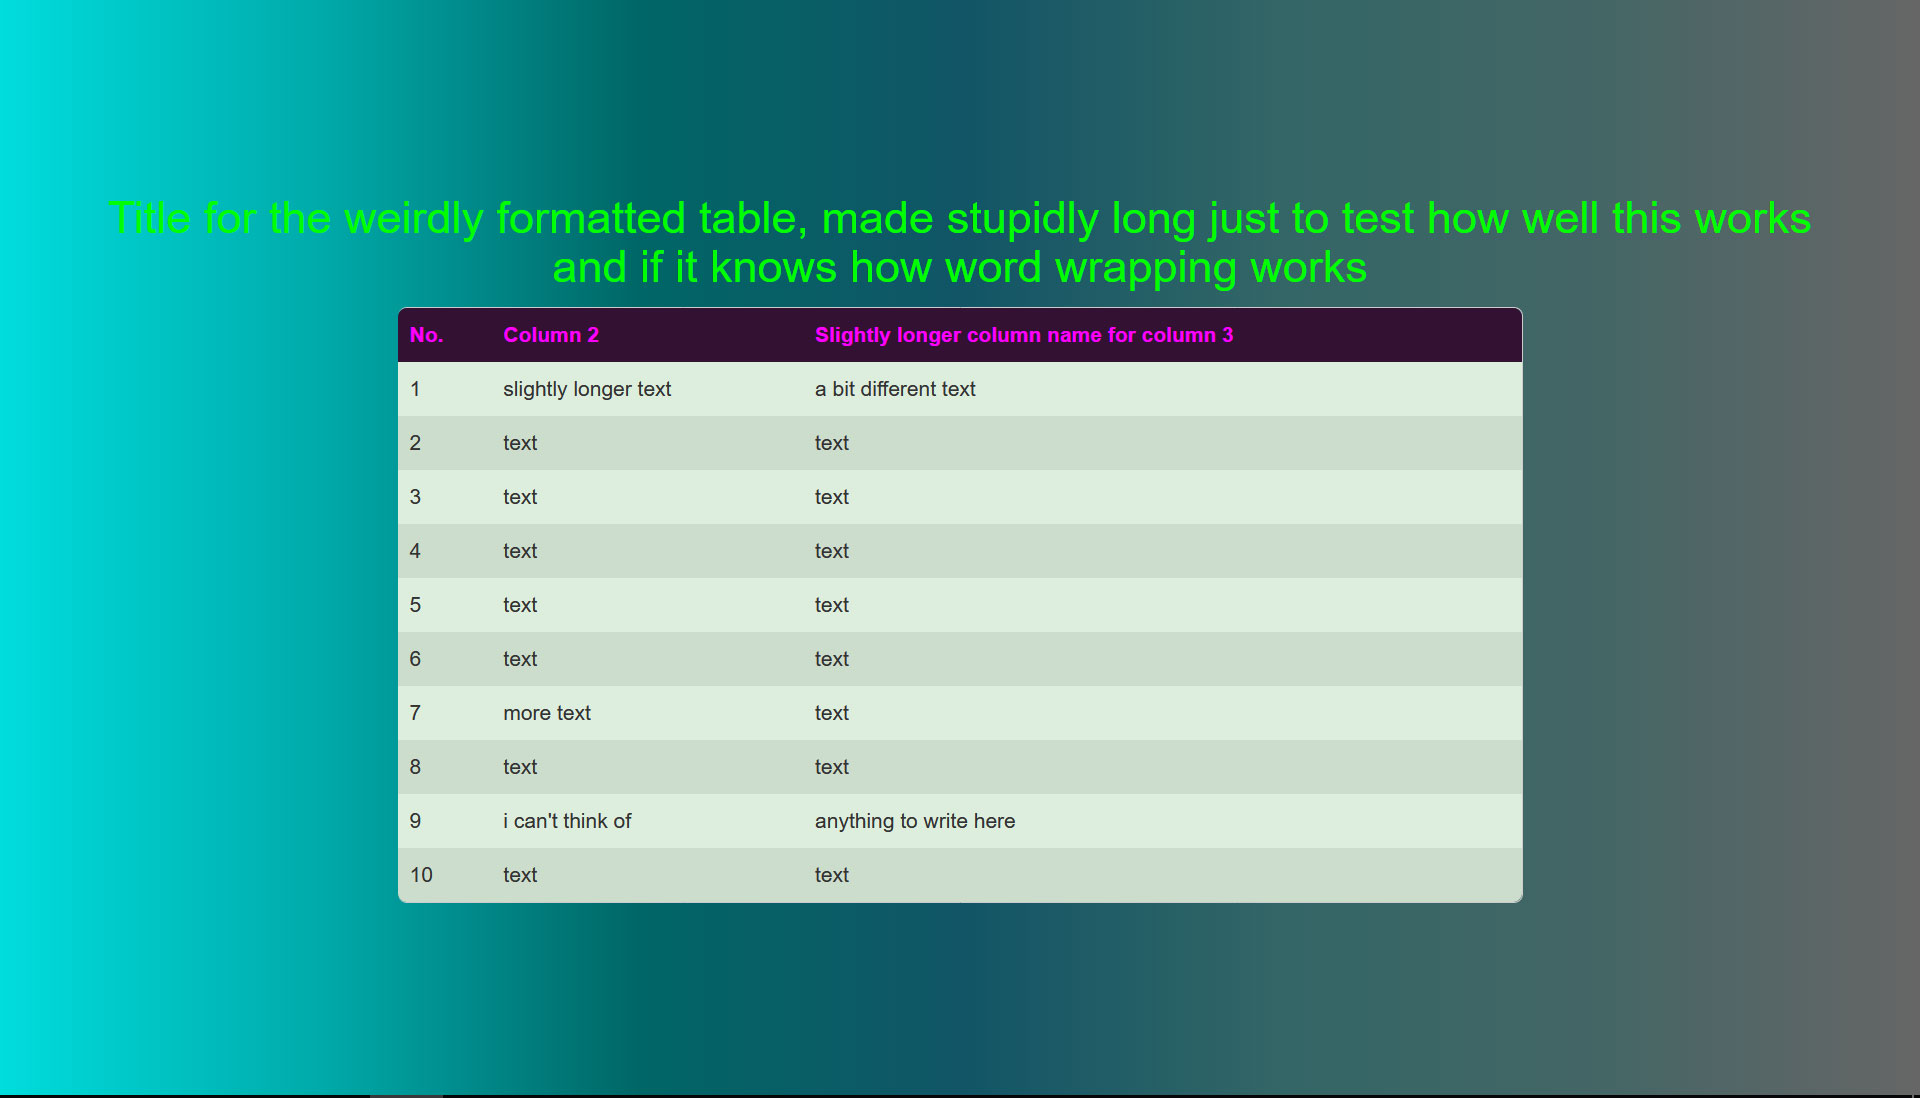 Title for the weirdly formatted table, made stupidly long just to test how well this works
and if it knows how word wrapping works
No. Column 2 Slightly longer column name for column 3
1 slightly longer text a bit different text
2 text text
3 text text
4 text text
5 text text
6 text text
7 more text text
8 text text
9 i can't think of anything to write here
10 text text